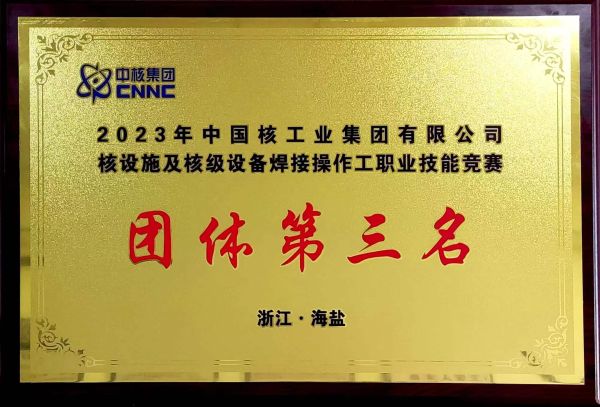 中核集团
CNNC
2023年中国核工业集团有限公司
核设施及核级设备焊接操作工职业技能竞赛
团体第三名
浙江·海盐